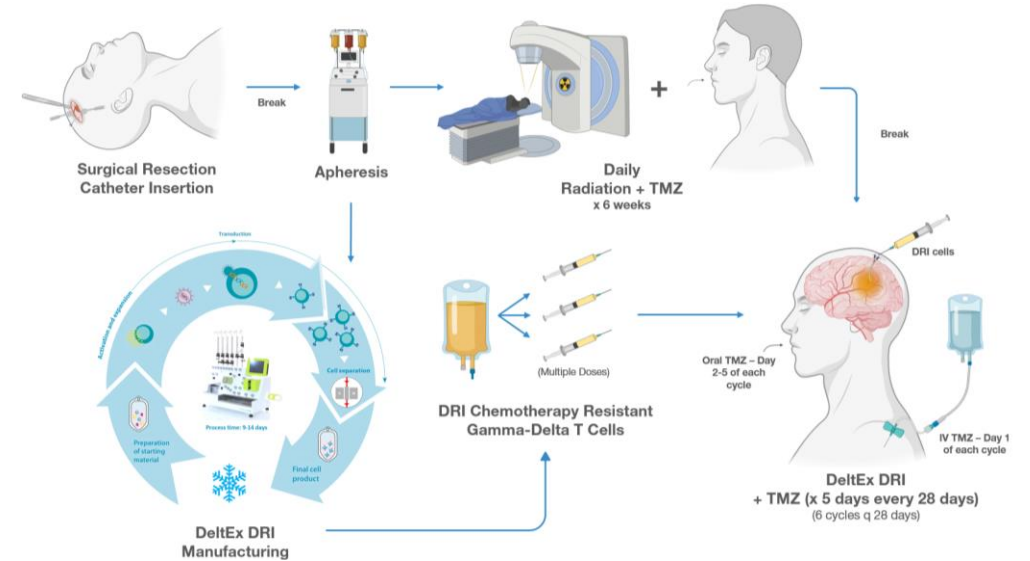 Break
Surgical Resection
Catheter Insertion
Apheresis
+
Daily
Radiation + TMZ
x 6 weeks
Break
Transduction
Activation and expansion
Cell separation
Process time: 9-14 days
Preparation
of starting
material
Final cell
product
DeltEx DRI
Manufacturing
(Multiple Doses)
DRI Chemotherapy Resistant
Gamma-Delta T Cells
DRI cells
Oral TMZ – Day
2-5 of each
cycle
IV TMZ – Day 1
of each cycle
DeltEx DRI
+ TMZ (x 5 days every 28 days)
(6 cycles q 28 days)